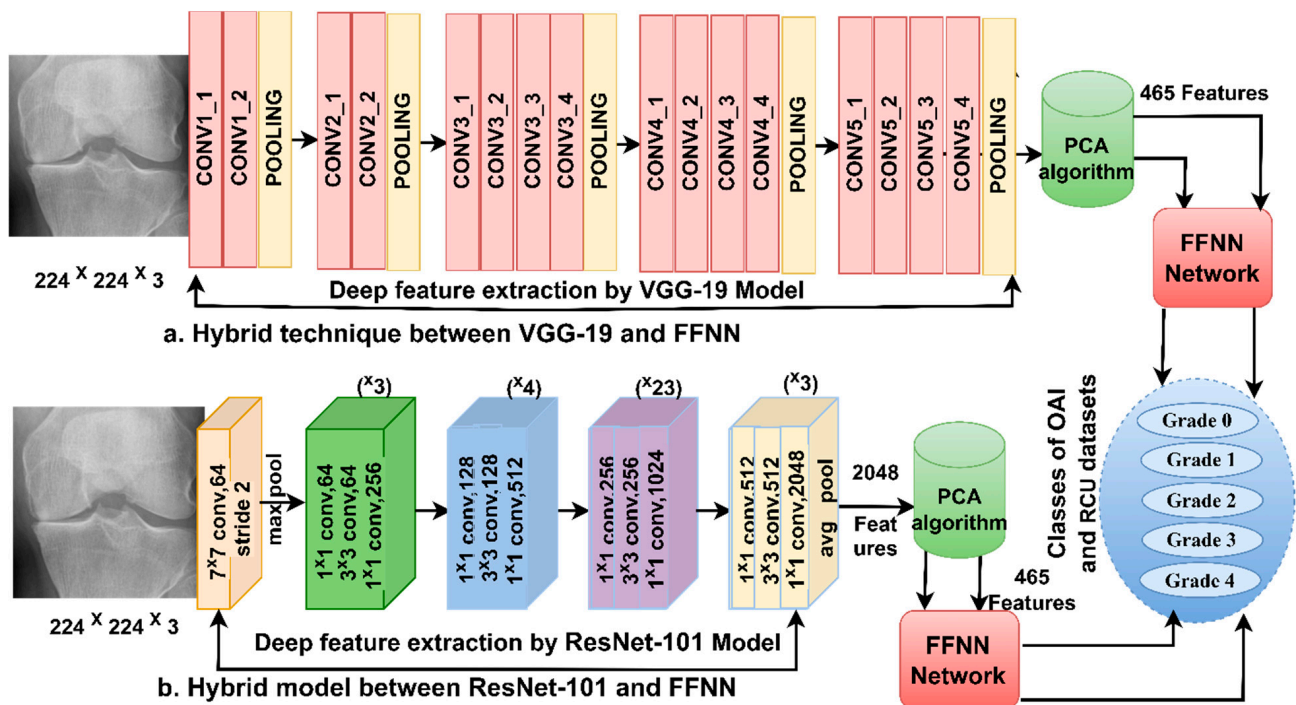 CONV1_1
CONV1_2
POOLING
CONV2_1
CONV2_2
POOLING
CONV3_1
CONV3_2
CONV3_3
CONV3_4
POOLING
CONV4_1
CONV4_2
CONV4_3
CONV4_4
POOLING
CONV5_1
CONV5_2
CONV5_3
CONV5_4
POOLING
PCA
algorithm
465 Features
FFNN
Network
224 X 224 X 3
Deep feature extraction by VGG-19 Model
a. Hybrid technique between VGG-19 and FFNN
7x7 conv,64
stride 2
max pool
(x3)
1x1 conv,64
3x3 conv,64
1x1 conv,256
(x4)
1x1 conv,128
3x3 conv,128
1x1 conv,512
(x23)
1x1 conv,256
3x3 conv,256
1x1 conv,1024
(x3)
1x1 conv,512
3x3 conv,512
1x1 conv,2048
avg pool
2048
Feat
ures
PCA
algorithm
465
Features
FFNN
Network
224 X 224 X 3
Deep feature extraction by ResNet-101 Model
b. Hybrid model between ResNet-101 and FFNN
Classes of OAI
and RCU datasets
Grade 0
Grade 1
Grade 2
Grade 3
Grade 4